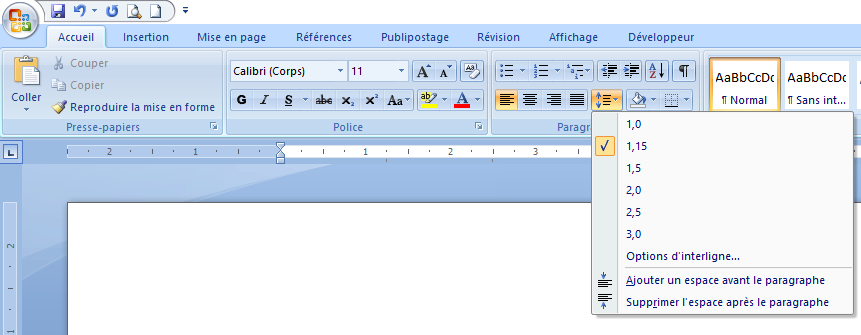 Accueil Insertion Mise en page Références Publipostage Révision Affichage Développeur
Coller
Couper
Copier
Reproduire la mise en forme
Presse-papiers
Calibri (Corps) 11
G I S abc x₂ x² Aa ab A
Police
Paragr
AaBbCcDc AaBbCcDc
¶ Normal ¶ Sans int...
2 1 1 2 3
1,0
1,15
1,5
2,0
2,5
3,0
Options d'interligne...
Ajouter un espace avant le paragraphe
Supprimer l'espace après le paragraphe
2
1